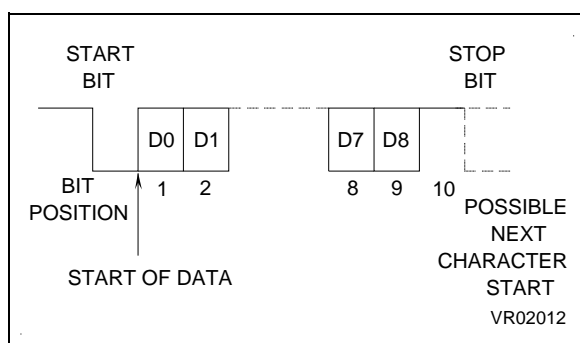 START
BIT
STOP
BIT
D0 D1 D7 D8
BIT
POSITION
1 2 8 9 10
START OF DATA
POSSIBLE
NEXT
CHARACTER
START
VR02012